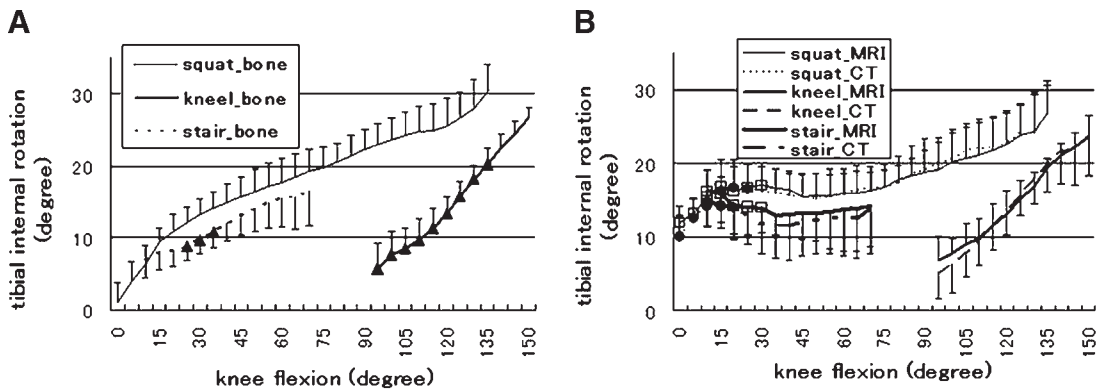 A
squat_bone
kneel_bone
stair_bone
tibial internal rotation
(degree)
30
20
10
0
0
15
30
45
60
75
90
105
120
135
150
knee flexion (degree)
B
squat_MRI
squat_CT
kneel_MRI
kneel_CT
stair_MRI
stair_CT
tibial internal rotation
(degree)
30
20
10
0
0
15
30
45
60
75
90
105
120
135
150
knee flexion (degree)